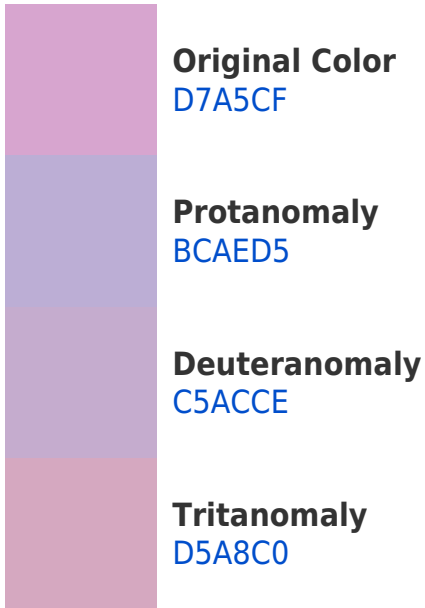 Original Color
D7A5CF
Protanomaly
BCAED5
Deuteranomaly
C5ACCE
Tritanomaly
D5A8C0